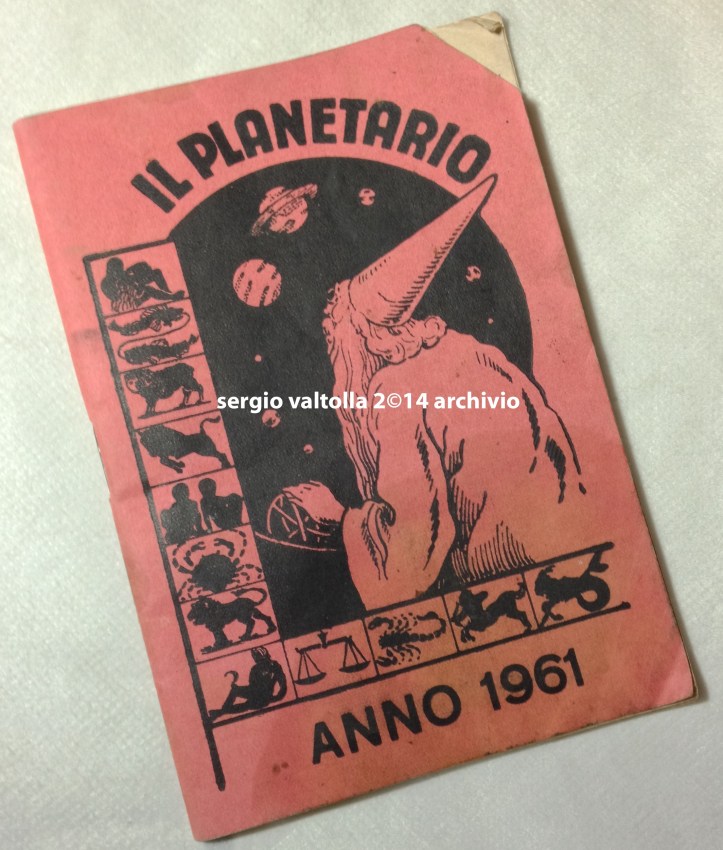 IL PLANETARIO
sergio valtolla 2©14 archivio
ANNO 1961